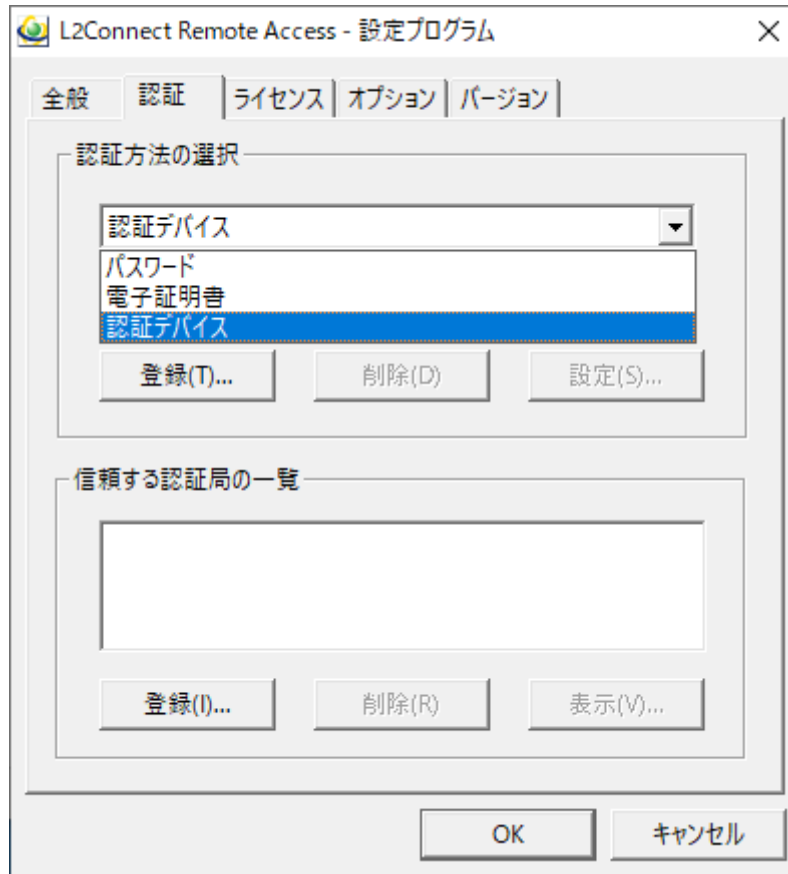 L2Connect Remote Access - 設定プログラム
全般 認証 ライセンス オプション バージョン
認証方法の選択
認証デバイス
パスワード
電子証明書
認証デバイス
登録(T)... 削除(D) 設定(S)...
信頼する認証局の一覧
登録(I)... 削除(R) 表示(V)...
OK キャンセル